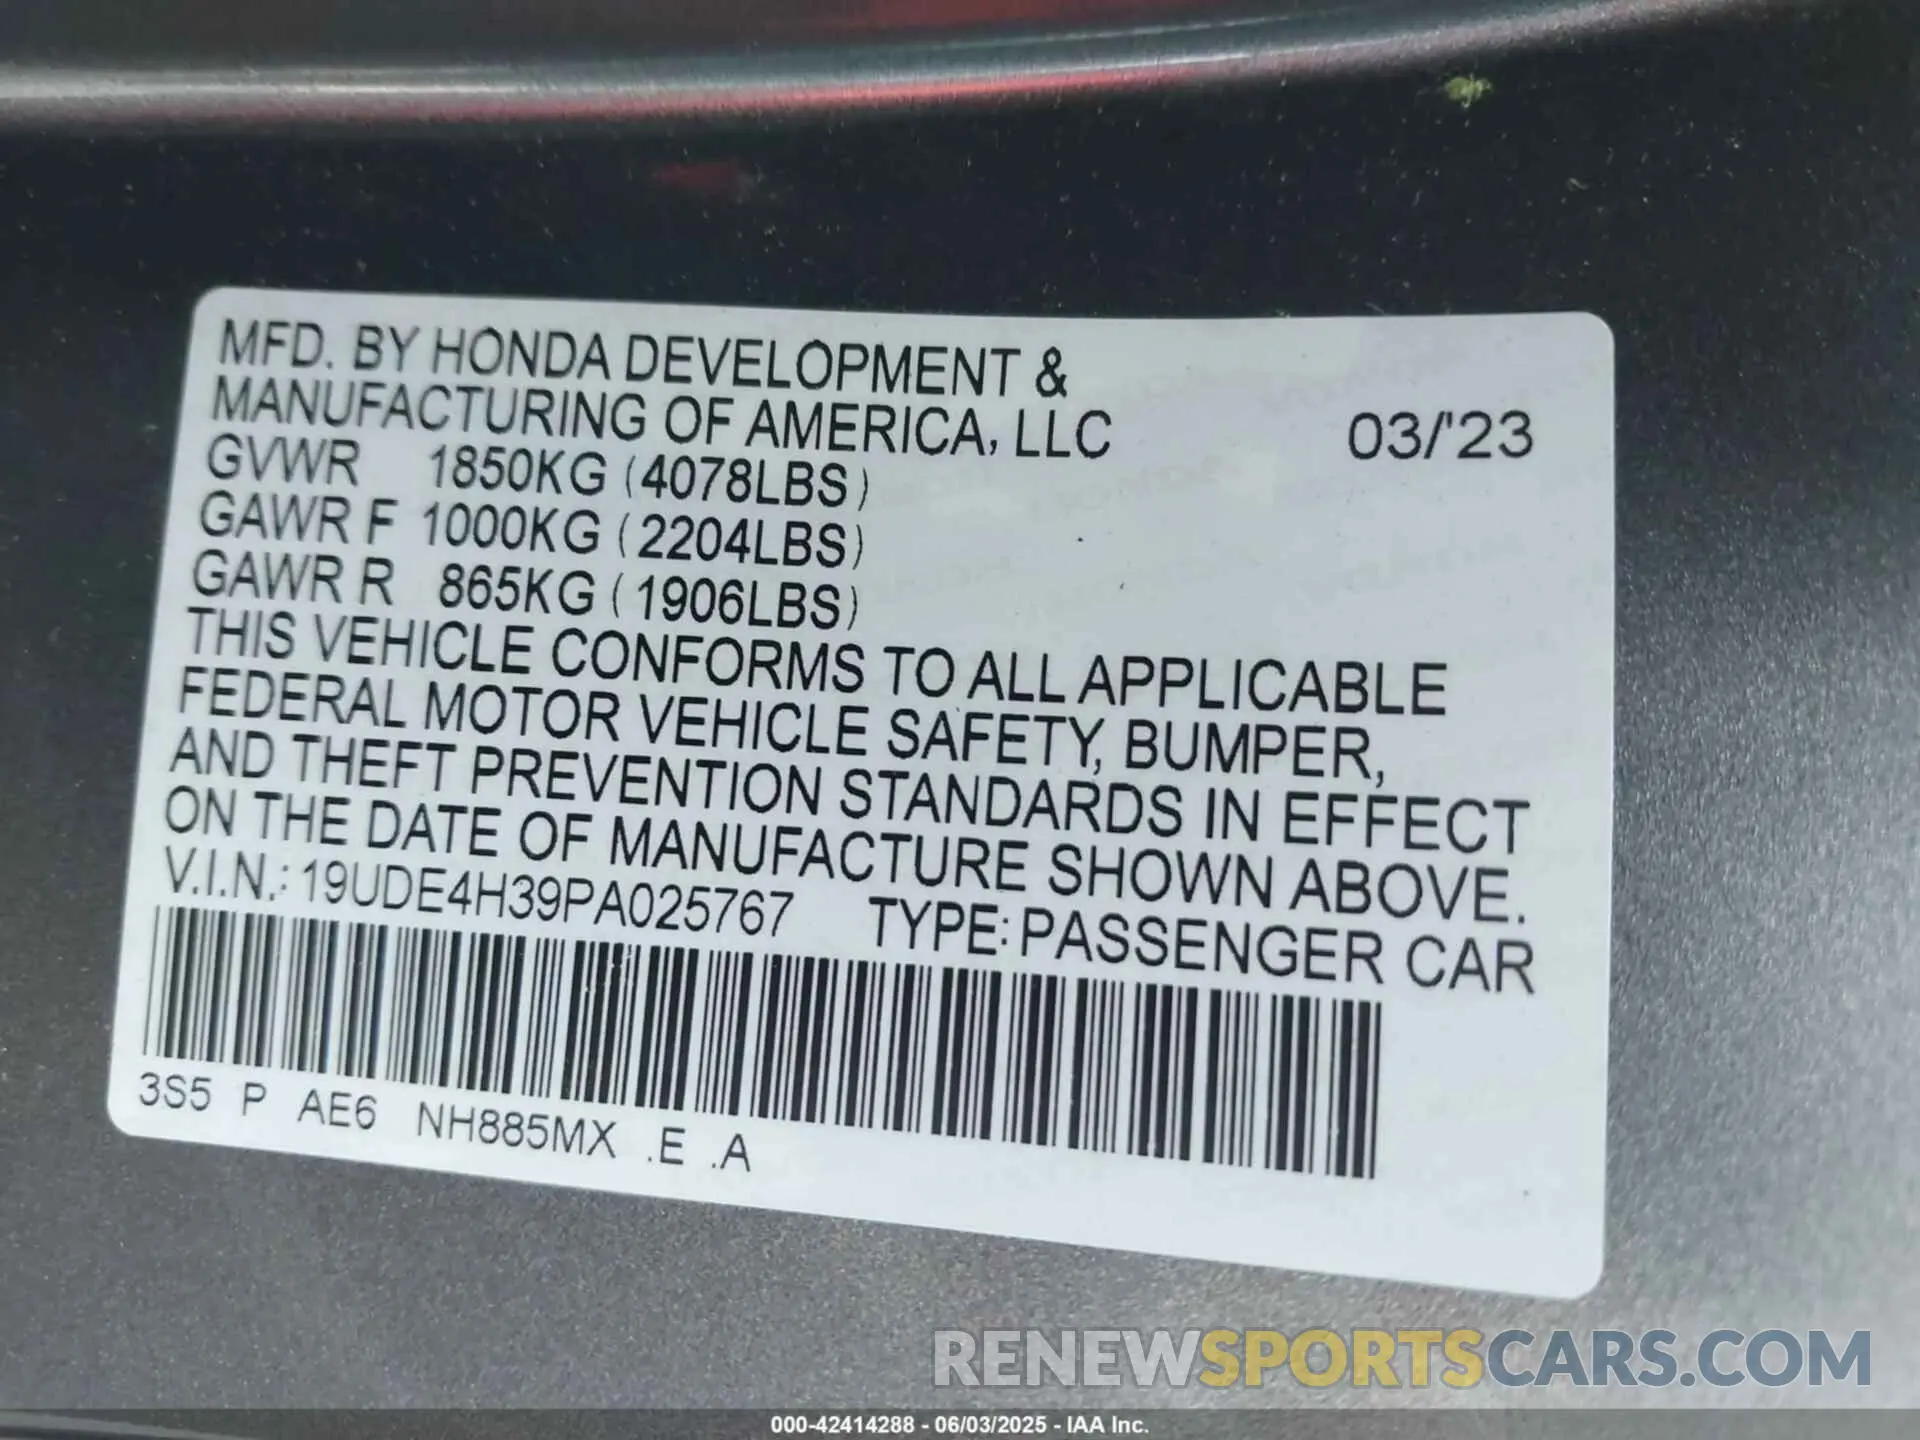 MFD. BY HONDA DEVELOPMENT &
MANUFACTURING OF AMERICA, LLC 03/'23
GVWR 1850KG (4078LBS)
GAWR F 1000KG (2204LBS)
GAWR R 865KG (1906LBS)
THIS VEHICLE CONFORMS TO ALL APPLICABLE
FEDERAL MOTOR VEHICLE SAFETY, BUMPER,
AND THEFT PREVENTION STANDARDS IN EFFECT
ON THE DATE OF MANUFACTURE SHOWN ABOVE.
V.I.N.: 19UDE4H39PA025767 TYPE: PASSENGER CAR
3S5 P AE6 NH885MX .E .A
RENEWSPORTSCARS.COM
000-42414288 - 06/03/2025 - IAA Inc.